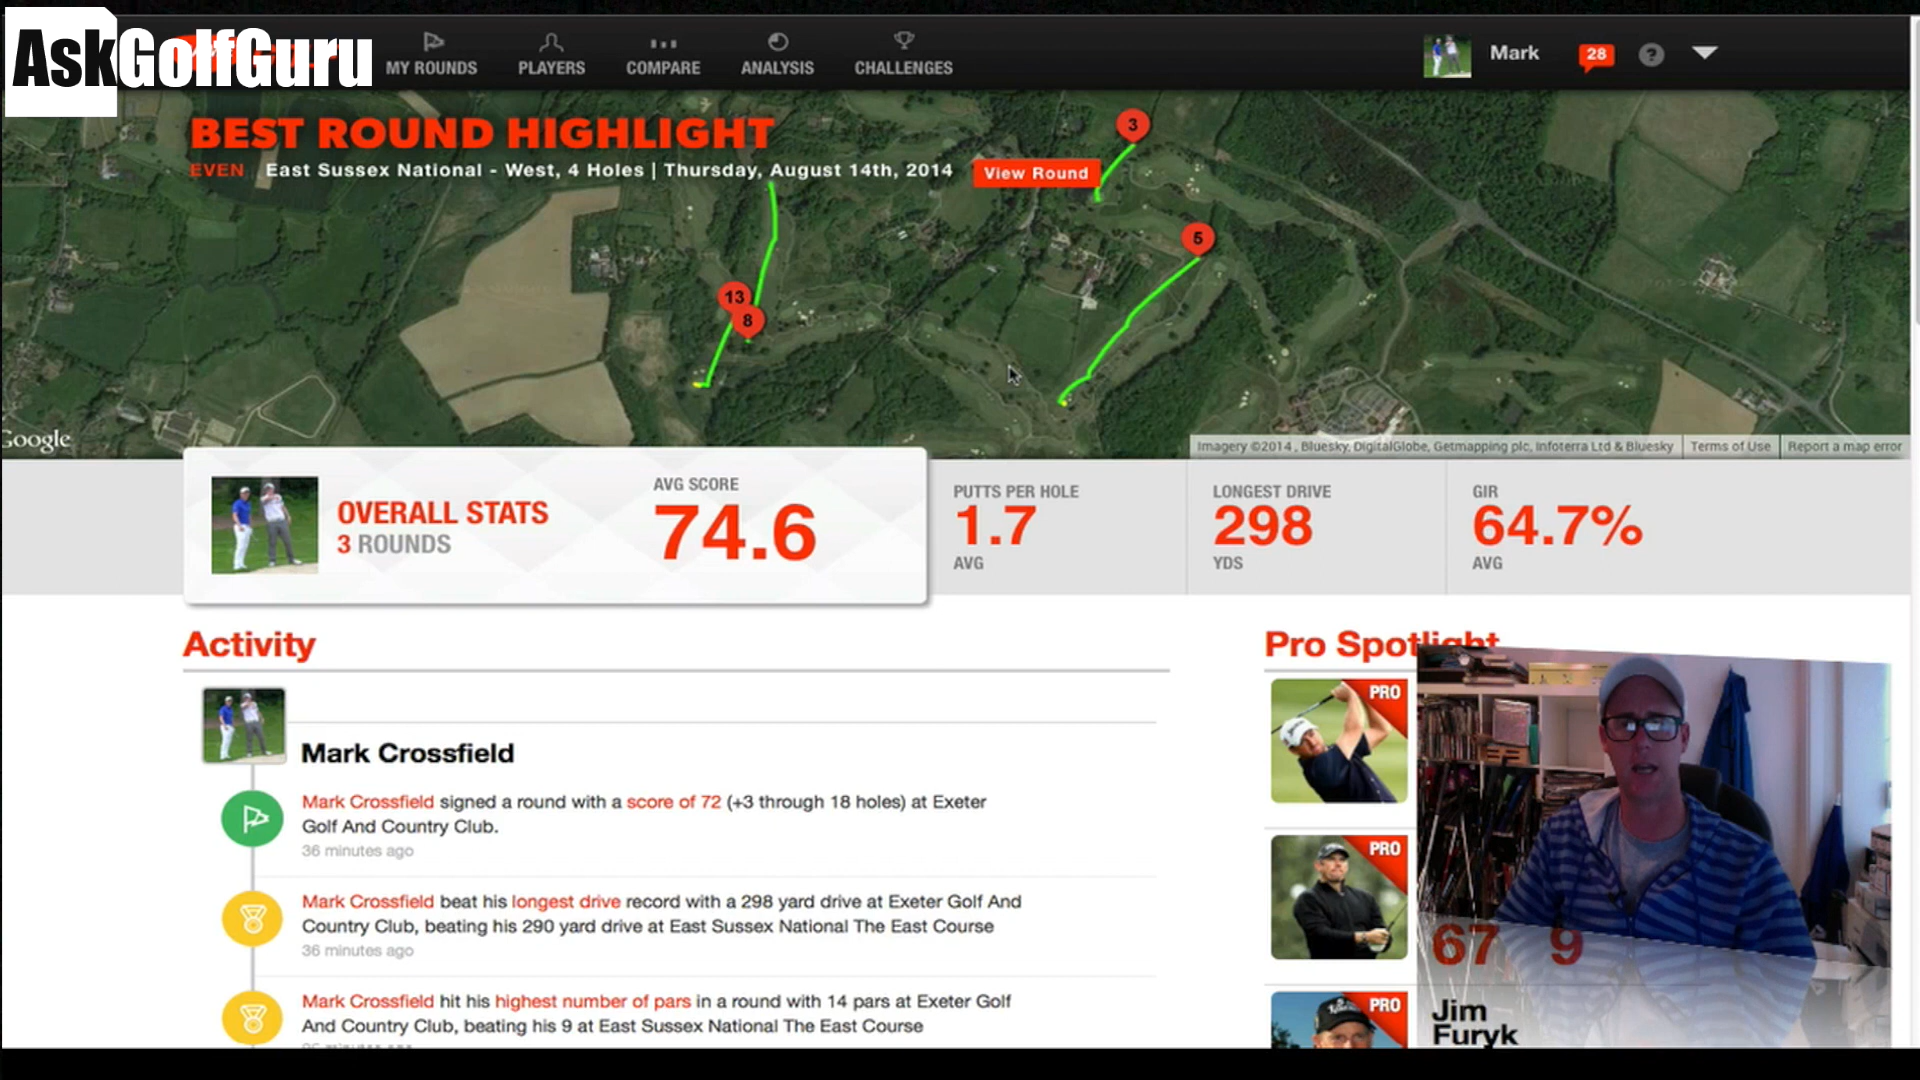 AskGolfGuru
MY ROUNDS
PLAYERS
COMPARE
ANALYSIS
CHALLENGES
Mark
28
?
BEST ROUND HIGHLIGHT
EVEN East Sussex National - West, 4 Holes | Thursday, August 14th, 2014
View Round
3
5
13
8
Google
Imagery ©2014 , Bluesky, DigitalGlobe, Getmapping plc, Infoterra Ltd & Bluesky
Terms of Use
Report a map error
OVERALL STATS
3 ROUNDS
AVG SCORE
74.6
PUTTS PER HOLE
1.7
AVG
LONGEST DRIVE
298
YDS
GIR
64.7%
AVG
Activity
Mark Crossfield
Mark Crossfield signed a round with a score of 72 (+3 through 18 holes) at Exeter
Golf And Country Club.
36 minutes ago
Mark Crossfield beat his longest drive record with a 298 yard drive at Exeter Golf And
Country Club, beating his 290 yard drive at East Sussex National The East Course
36 minutes ago
Mark Crossfield hit his highest number of pars in a round with 14 pars at Exeter Golf
And Country Club, beating his 9 at East Sussex National The East Course
Pro Spotlight
PRO
PRO
67 9
PRO
Jim
Furyk